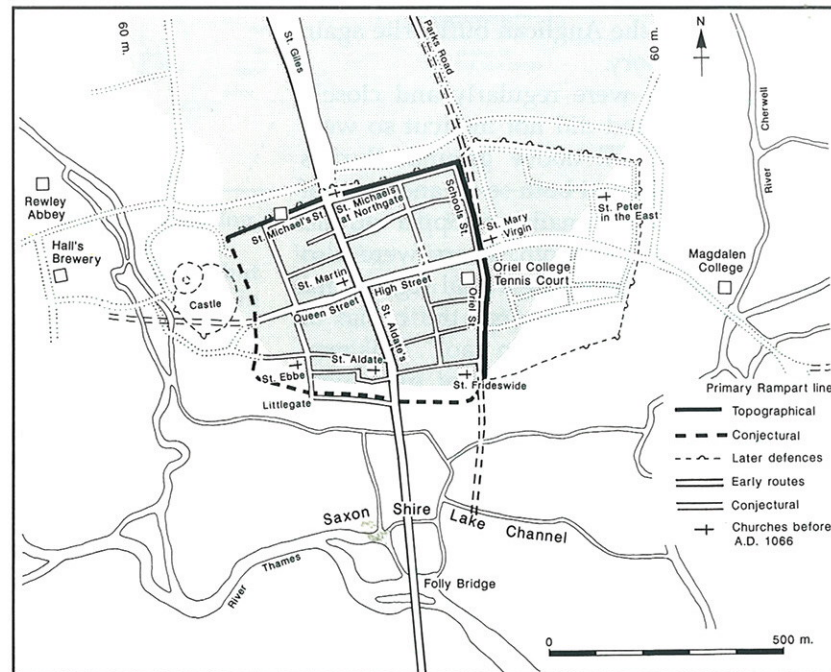 60 m.
St. Giles
Parks Road
60 m.
N
Cherwell
River
Rewley
Abbey
Hall's
Brewery
Castle
St. Michael's St.
St. Michael's
at Northgate
Schools St.
St. Mary
Virgin
St. Peter
in the East
Magdalen
College
St. Martin
Queen Street
High Street
Oriel College
Tennis Court
Oriel St.
St. Aldate's
St. Aldate
St. Ebbe
St. Frideswide
Littlegate
Saxon Shire Lake Channel
River Thames
Folly Bridge
Primary Rampart line
Topographical
Conjectural
Later defences
Early routes
Conjectural
Churches before
A.D. 1066
0 500 m.
the Anglican
again
were regularly and